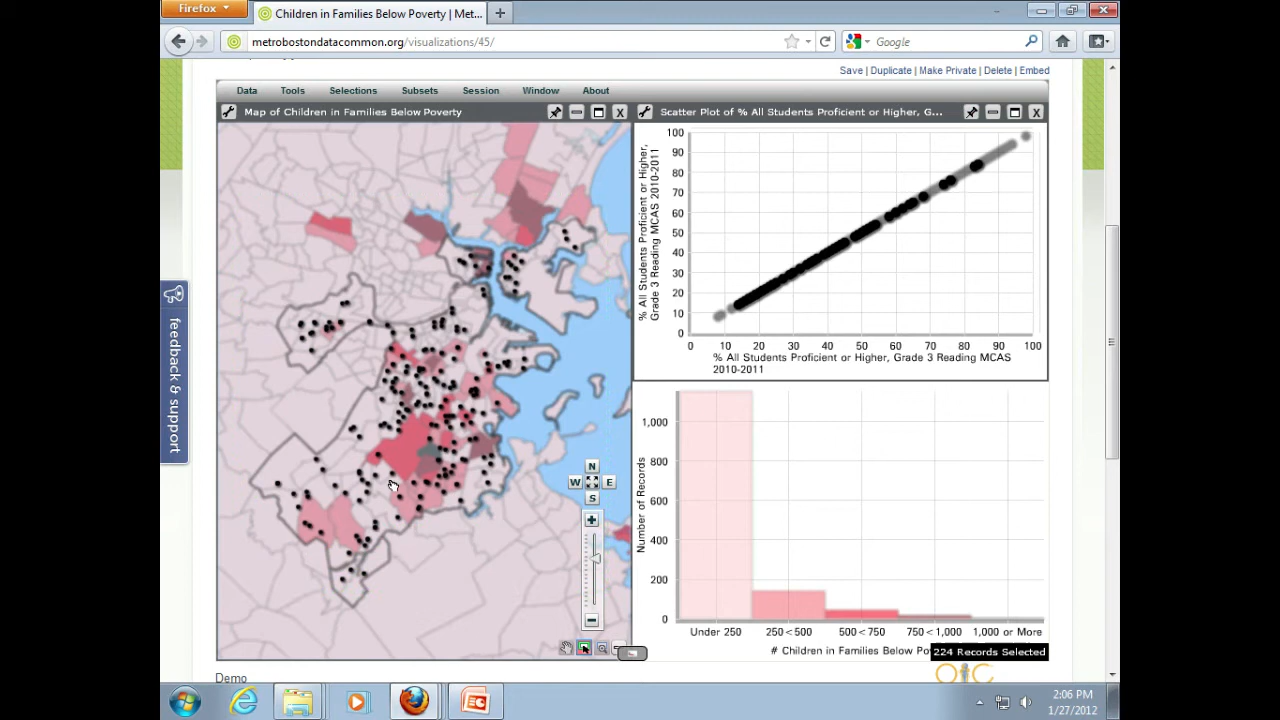 Firefox
Children in Families Below Poverty | Met...
metrobostondatacommon.org/visualizations/45/
Google
Save | Duplicate | Make Private | Delete | Embed
Data Tools Selections Subsets Session Window About
Map of Children in Families Below Poverty
Scatter Plot of % All Students Proficient or Higher, G...
100
90
80
70
60
50
40
30
20
10
0
% All Students Proficient or Higher,
Grade 3 Reading MCAS
2010-2011
0 10 20 30 40 50 60 70 80 90 100
% All Students Proficient or Higher, Grade 3 Reading MCAS
2010-2011
feedback & support
N
W E
S
1,000
800
600
400
200
0
Number of Records
Under 250 250<500 500<750 750<1,000 1,000 or More
# Children in Families Below Po
224 Records Selected
Demo
OIC
2:06 PM
1/27/2012